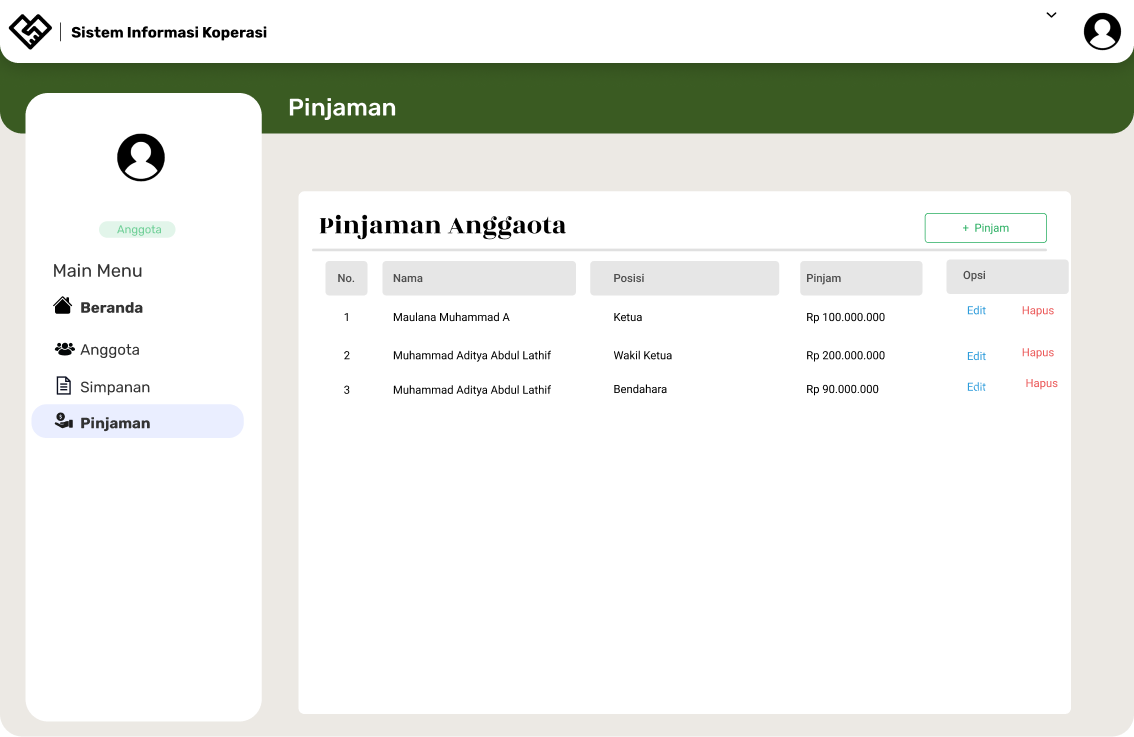 Sistem Informasi Koperasi
Pinjaman
Anggota
Main Menu
Beranda
Anggota
Simpanan
Pinjaman
Pinjaman Anggaota
+ Pinjam
No. Nama Posisi Pinjam Opsi
1 Maulana Muhammad A Ketua Rp 100.000.000 Edit Hapus
2 Muhammad Aditya Abdul Lathif Wakil Ketua Rp 200.000.000 Edit Hapus
3 Muhammad Aditya Abdul Lathif Bendahara Rp 90.000.000 Edit Hapus